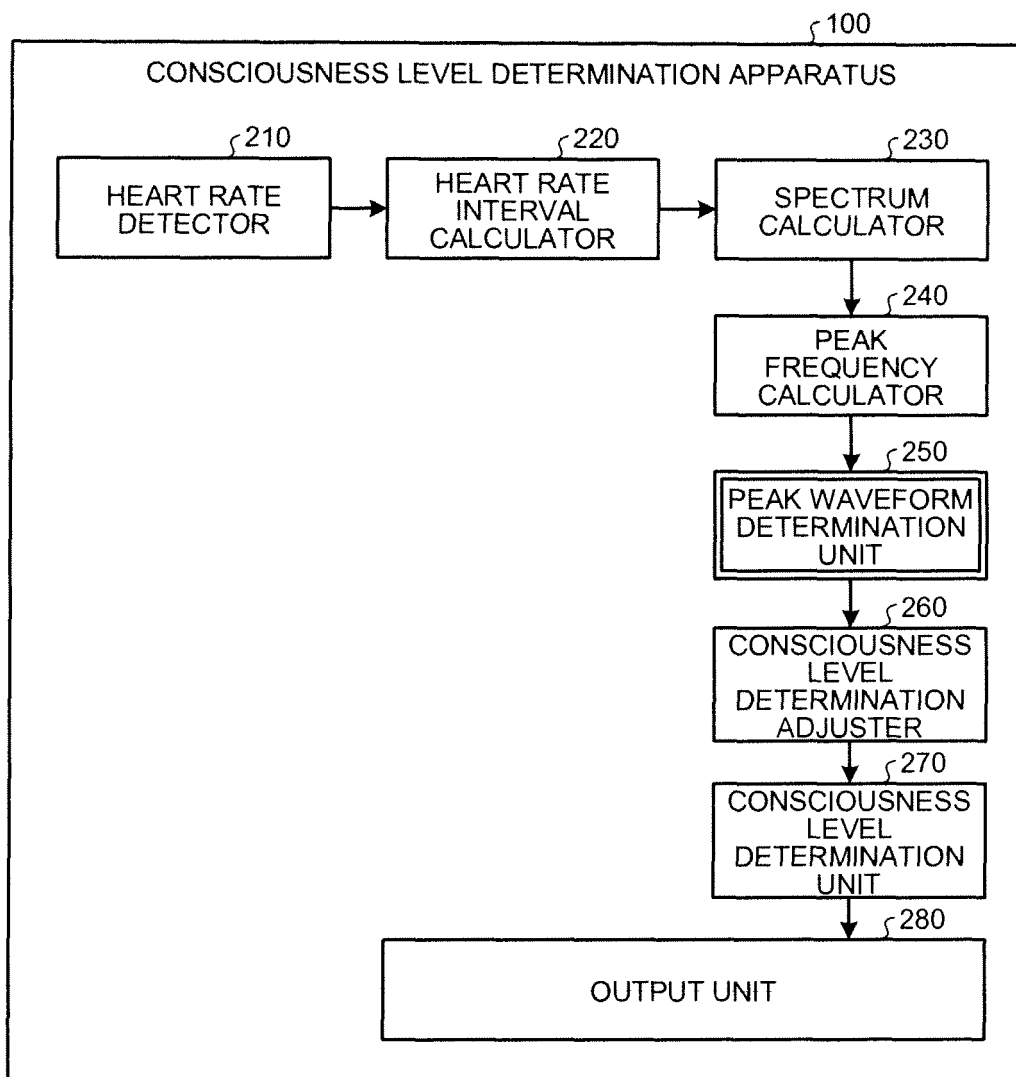 100
CONSCIOUSNESS LEVEL DETERMINATION APPARATUS
210
HEART RATE
DETECTOR
220
HEART RATE
INTERVAL
CALCULATOR
230
SPECTRUM
CALCULATOR
240
PEAK
FREQUENCY
CALCULATOR
250
PEAK WAVEFORM
DETERMINATION
UNIT
260
CONSCIOUSNESS
LEVEL
DETERMINATION
ADJUSTER
270
CONSCIOUSNESS
LEVEL
DETERMINATION
UNIT
280
OUTPUT UNIT